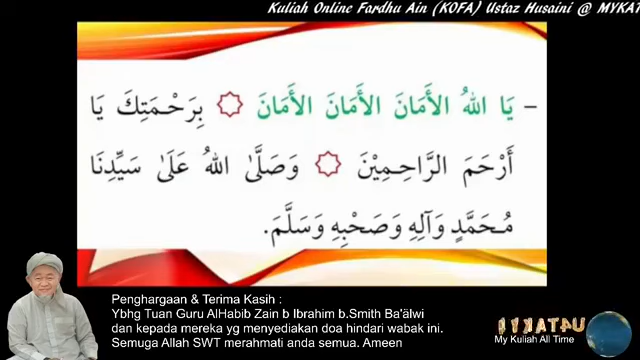 Kuliah Online Fardhu Ain (KOFA) Ustaz Husaini @ MYKAT
– يَا اللهُ الأَمَانَ الأَمَانَ الأَمَانَ ۞ بِرَحْمَتِكَ يَا
أَرْحَمَ الرَّاحِمِيْنَ ۞ وَصَلَّىٰ اللهُ عَلَىٰ سَيِّدِنَا
مُحَمَّدٍ وَآلِهِ وَصَحْبِهِ وَسَلَّمَ.
Penghargaan & Terima Kasih :
Ybhg Tuan Guru AlHabib Zain b Ibrahim b.Smith Ba'älwi
dan kepada mereka yg menyediakan doa hindari wabak ini.
Semuga Allah SWT merahmati anda semua. Ameen
My Kuliah All Time